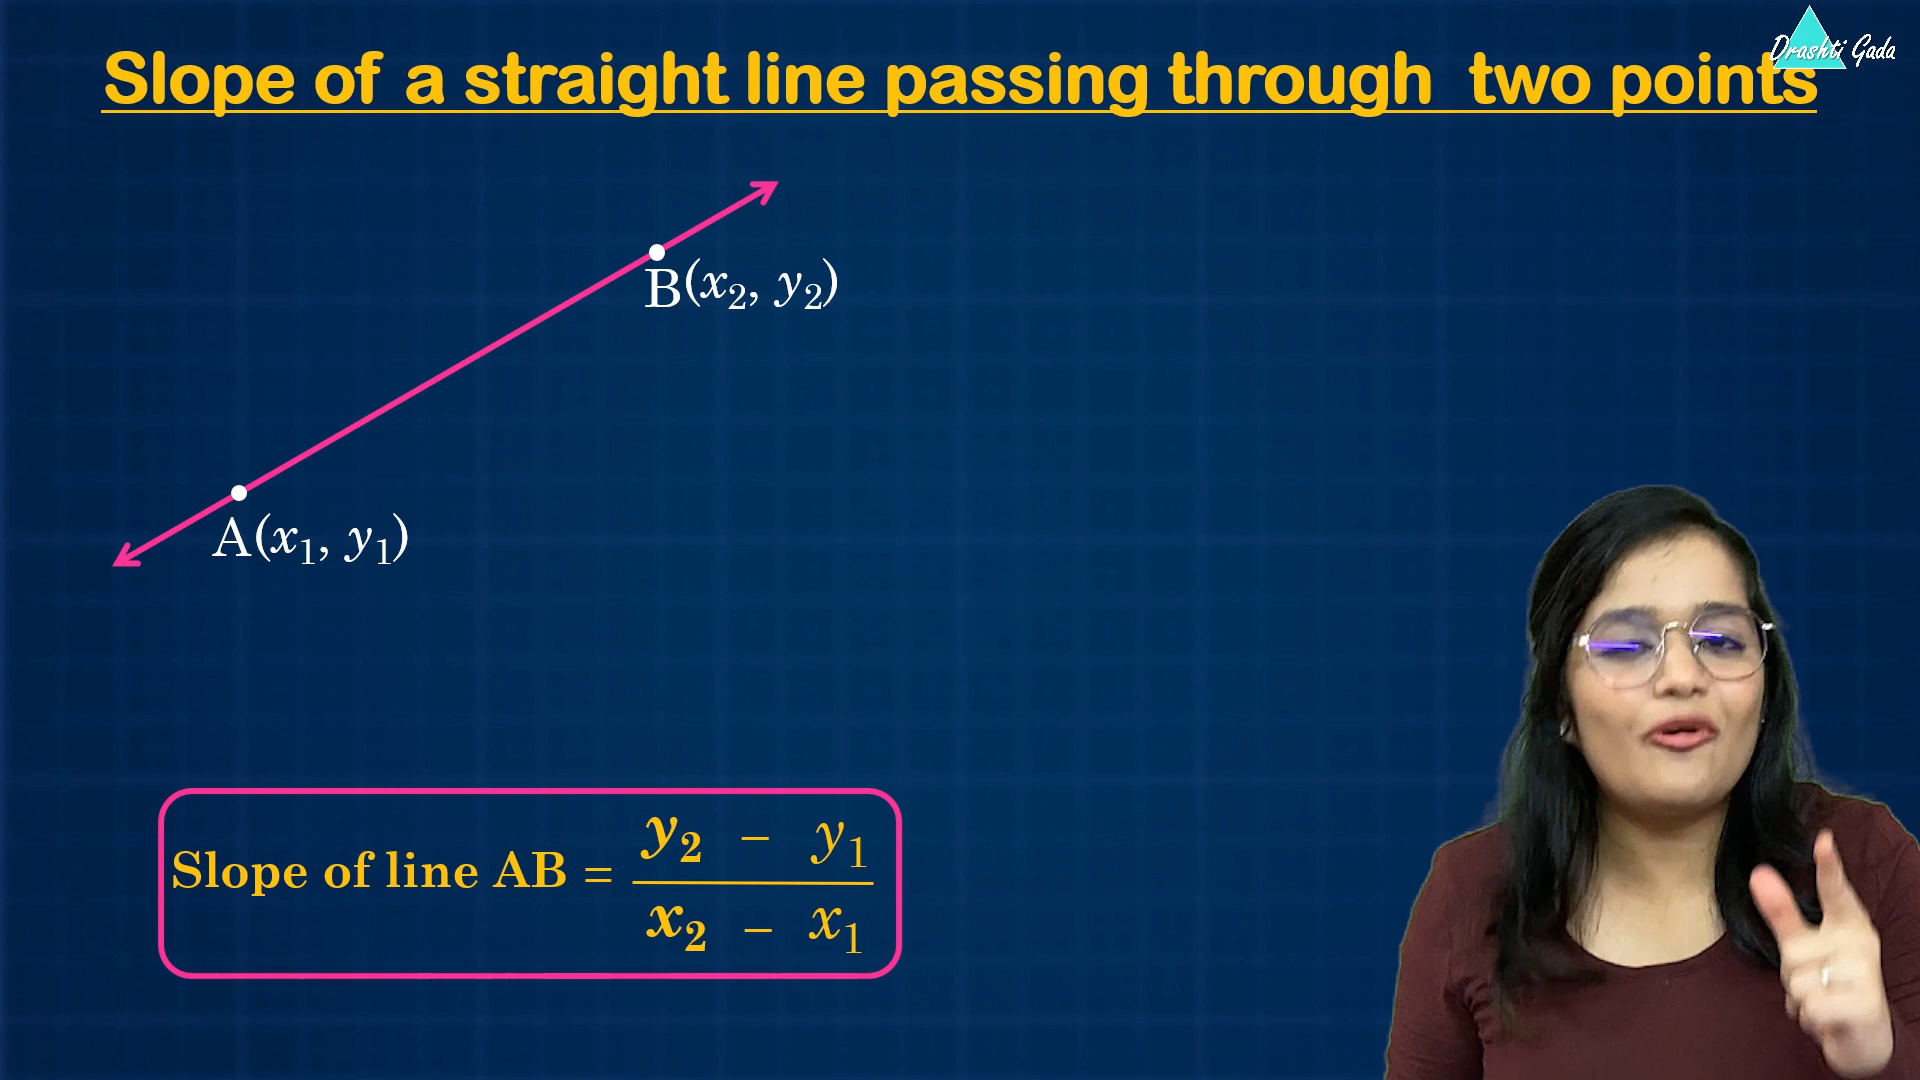 Drashti Gada
Slope of a straight line passing through two points
B(x₂, y₂)
A(x₁, y₁)
Slope of line AB = y₂ – y₁
x₂ – x₁